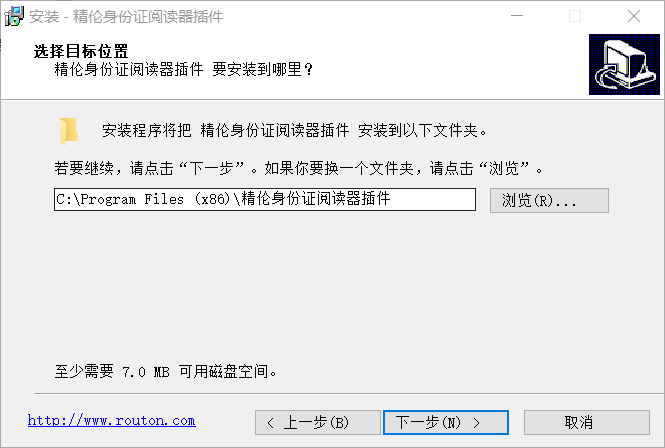 安装 - 精伦身份证阅读器插件
选择目标位置
精伦身份证阅读器插件 要安装到哪里？
安装程序将把 精伦身份证阅读器插件 安装到以下文件夹。
若要继续，请点击“下一步”。如果你要换一个文件夹，请点击“浏览”。
C:\Program Files (x86)\精伦身份证阅读器插件
浏览(R)...
至少需要 7.0 MB 可用磁盘空间。
http://www.routon.com
< 上一步(B)
下一步(N) >
取消